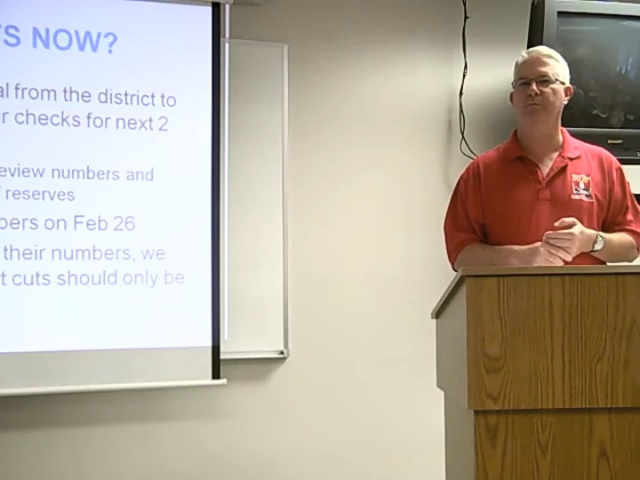 TS NOW?
al from the district to
r checks for next 2
eview numbers and
f reserves
bers on Feb 26
their numbers, we
t cuts should only be